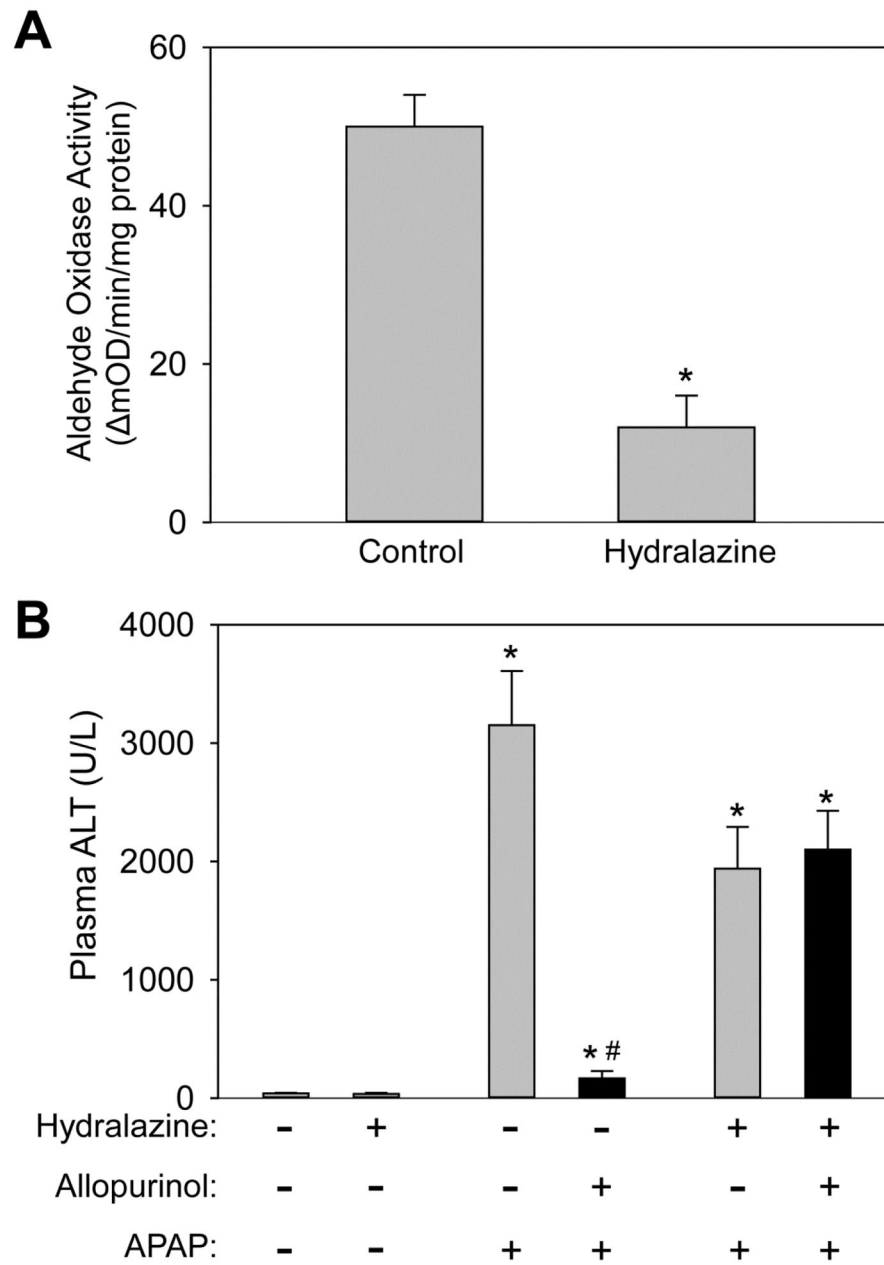 A
Aldehyde Oxidase Activity
(ΔmOD/min/mg protein)
60
40
20
0
*
Control Hydralazine
B
Plasma ALT (U/L)
4000
3000
2000
1000
0
*
* #
*
*
Hydralazine: - + - - + +
Allopurinol: - - - + - +
APAP: - - + + + +